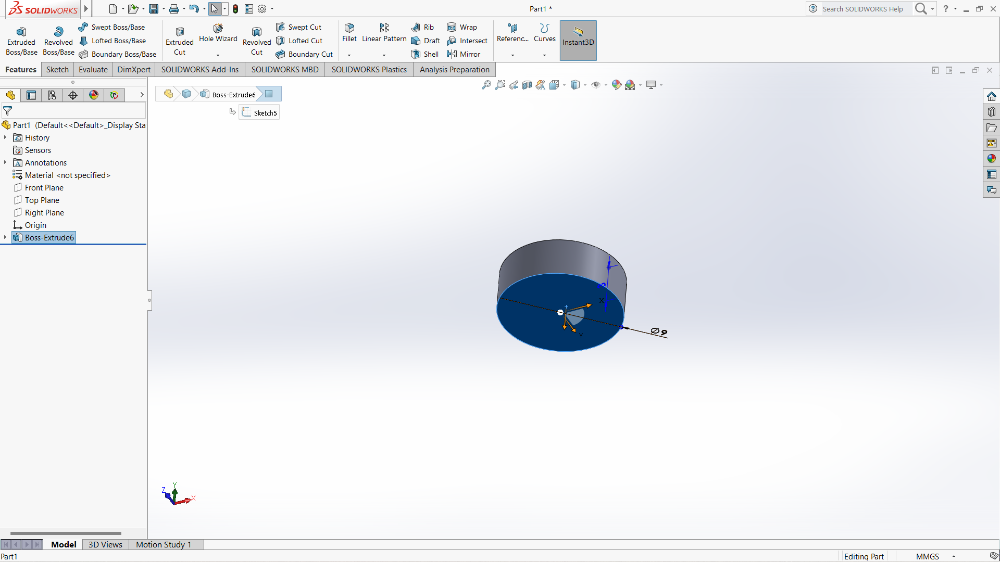 SOLIDWORKS
Part1 *
Search SOLIDWORKS Help
?
Extruded Boss/Base
Revolved Boss/Base
Swept Boss/Base
Lofted Boss/Base
Boundary Boss/Base
Extruded Cut
Hole Wizard
Revolved Cut
Swept Cut
Lofted Cut
Boundary Cut
Fillet
Linear Pattern
Rib
Draft
Shell
Wrap
Intersect
Mirror
Referenc...
Curves
Instant3D
Features
Sketch
Evaluate
DimXpert
SOLIDWORKS Add-Ins
SOLIDWORKS MBD
SOLIDWORKS Plastics
Analysis Preparation
Boss-Extrude6
Sketch5
Part1 (Default<<Default>_Display Sta
History
Sensors
Annotations
Material <not specified>
Front Plane
Top Plane
Right Plane
Origin
Boss-Extrude6
X
Y
∅9
Z
Y
X
Model
3D Views
Motion Study 1
Part1
Editing Part
MMGS